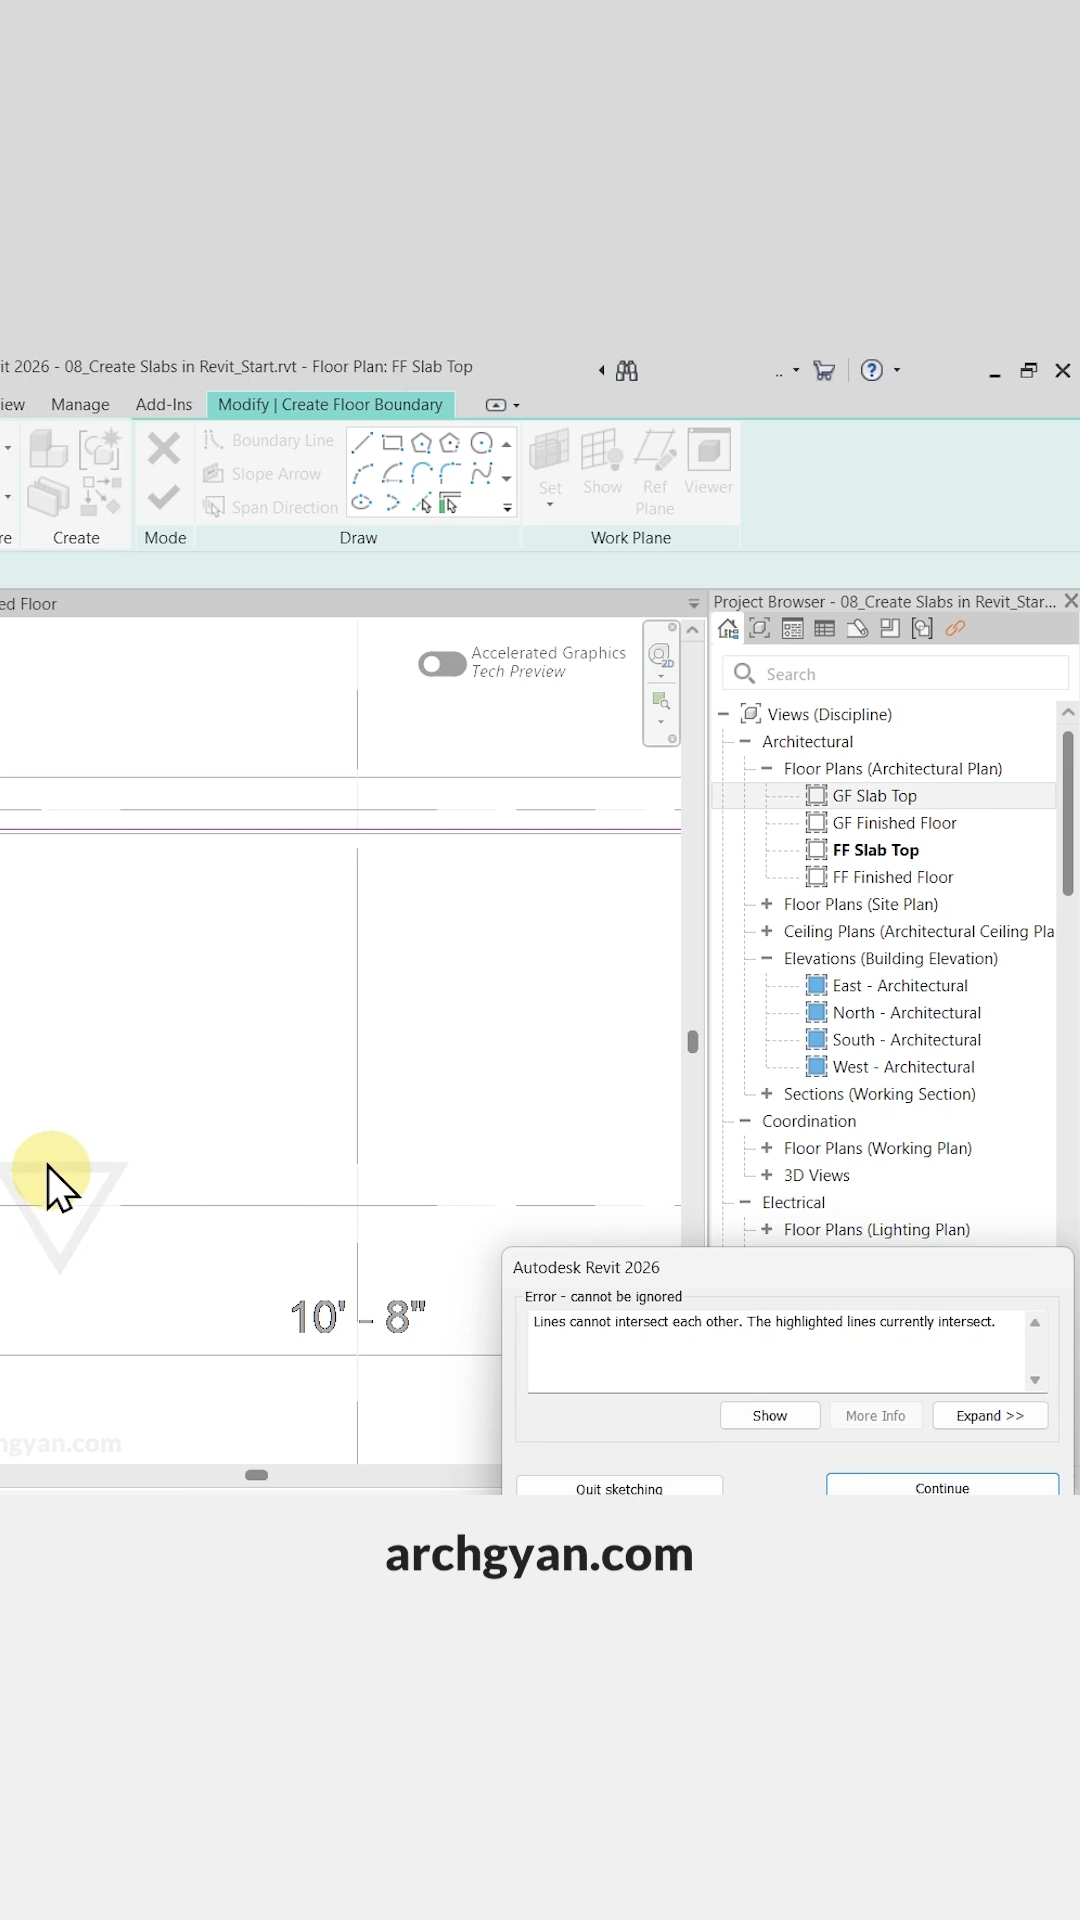 it 2026 - 08_Create Slabs in Revit_Start.rvt - Floor Plan: FF Slab Top
iew Manage Add-Ins Modify | Create Floor Boundary
Boundary Line
Slope Arrow
Span Direction
Set Show Ref Plane Viewer
re Create Mode Draw Work Plane
ed Floor
Project Browser - 08_Create Slabs in Revit_Star...
Accelerated Graphics
Tech Preview
2D
Search
Views (Discipline)
Architectural
Floor Plans (Architectural Plan)
GF Slab Top
GF Finished Floor
FF Slab Top
FF Finished Floor
Floor Plans (Site Plan)
Ceiling Plans (Architectural Ceiling Pla
Elevations (Building Elevation)
East - Architectural
North - Architectural
South - Architectural
West - Architectural
Sections (Working Section)
Coordination
Floor Plans (Working Plan)
3D Views
Electrical
Floor Plans (Lighting Plan)
10' - 8"
hgyan.com
Autodesk Revit 2026
Error - cannot be ignored
Lines cannot intersect each other. The highlighted lines currently intersect.
Show More Info Expand >>
Quit sketching Continue
archgyan.com